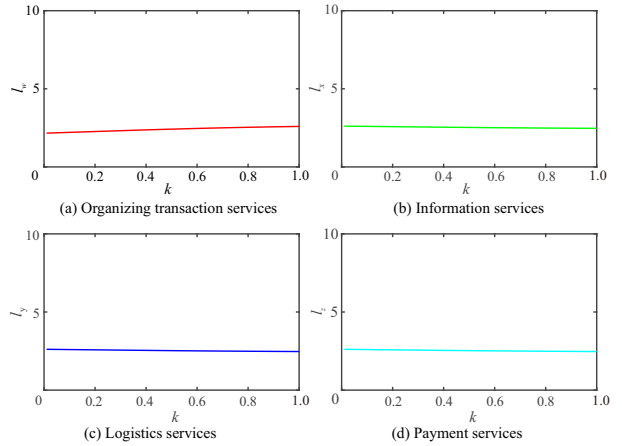 10 10
l_w 5 l_x 5
0 0.2 0.4 0.6 0.8 1.0 0 0.2 0.4 0.6 0.8 1.0
k k
(a) Organizing transaction services (b) Information services
10 10
l_y 5 l_z 5
0 0.2 0.4 0.6 0.8 1.0 0 0.2 0.4 0.6 0.8 1.0
k k
(c) Logistics services (d) Payment services